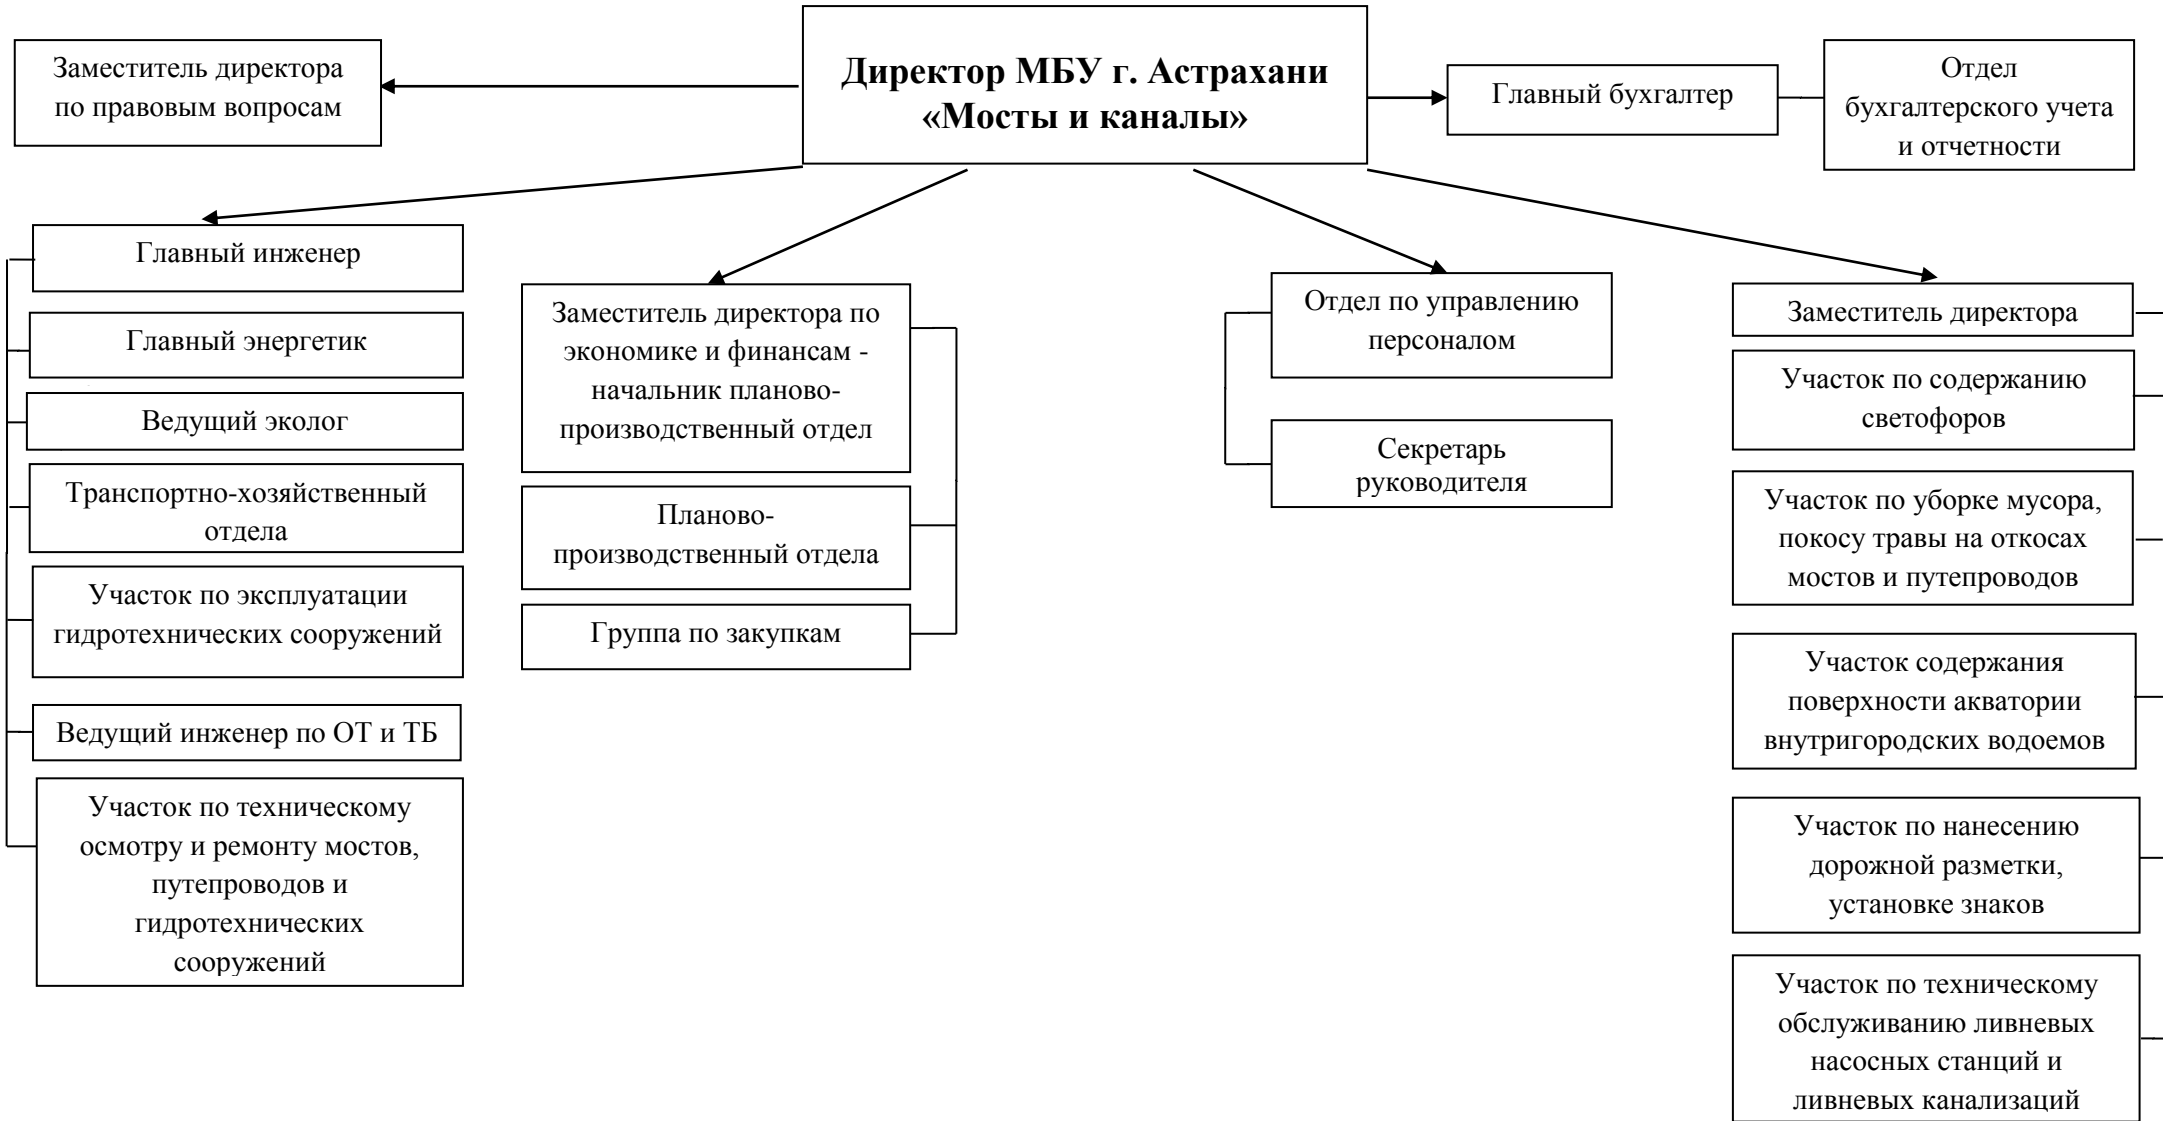 Директор МБУ г. Астрахани
«Мосты и каналы»
Заместитель директора
по правовым вопросам
Главный бухгалтер
Отдел
бухгалтерского учета
и отчетности
Главный инженер
Главный энергетик
Ведущий эколог
Транспортно-хозяйственный
отдела
Участок по эксплуатации
гидротехнических сооружений
Ведущий инженер по ОТ и ТБ
Участок по техническому
осмотру и ремонту мостов,
путепроводов и
гидротехнических
сооружений
Заместитель директора по
экономике и финансам -
начальник планово-
производственный отдел
Планово-
производственный отдела
Группа по закупкам
Отдел по управлению
персоналом
Секретарь
руководителя
Заместитель директора
Участок по содержанию
светофоров
Участок по уборке мусора,
покосу травы на откосах
мостов и путепроводов
Участок содержания
поверхности акватории
внутригородских водоемов
Участок по нанесению
дорожной разметки,
установке знаков
Участок по техническому
обслуживанию ливневых
насосных станций и
ливневых канализаций